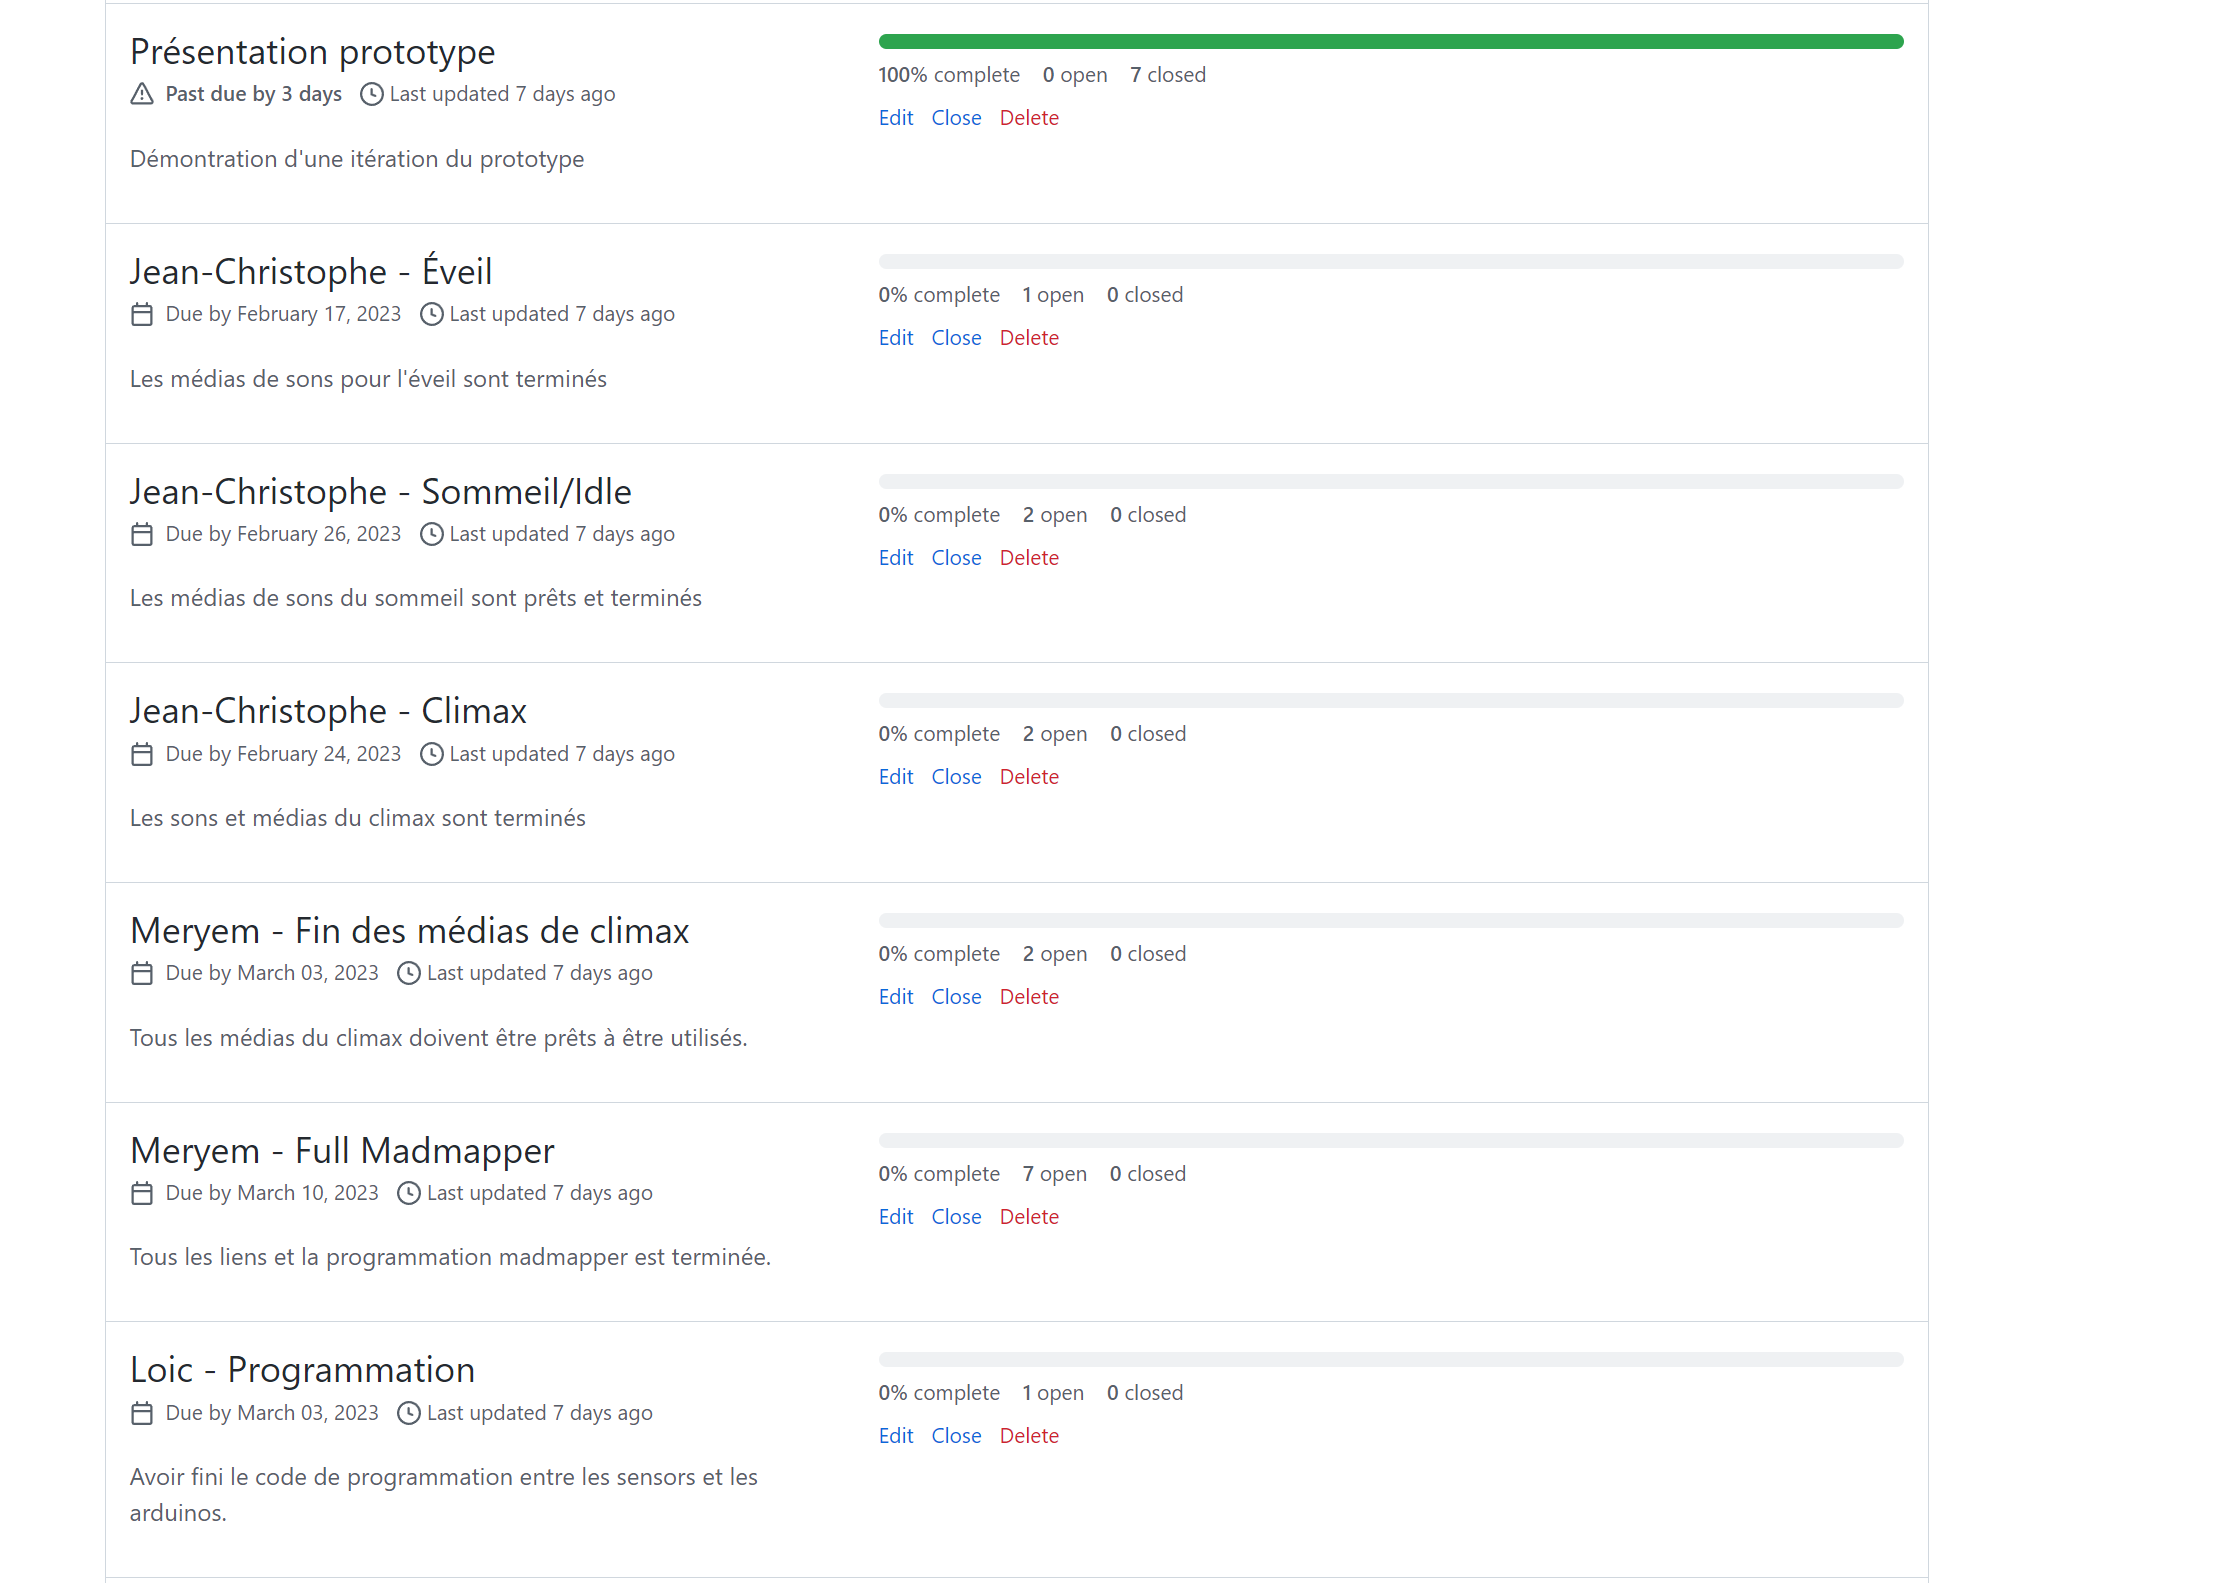 Présentation prototype
Past due by 3 days Last updated 7 days ago
Démontration d'une itération du prototype
100% complete 0 open 7 closed
Edit Close Delete
Jean-Christophe - Éveil
Due by February 17, 2023 Last updated 7 days ago
Les médias de sons pour l'éveil sont terminés
0% complete 1 open 0 closed
Edit Close Delete
Jean-Christophe - Sommeil/Idle
Due by February 26, 2023 Last updated 7 days ago
Les médias de sons du sommeil sont prêts et terminés
0% complete 2 open 0 closed
Edit Close Delete
Jean-Christophe - Climax
Due by February 24, 2023 Last updated 7 days ago
Les sons et médias du climax sont terminés
0% complete 2 open 0 closed
Edit Close Delete
Meryem - Fin des médias de climax
Due by March 03, 2023 Last updated 7 days ago
Tous les médias du climax doivent être prêts à être utilisés.
0% complete 2 open 0 closed
Edit Close Delete
Meryem - Full Madmapper
Due by March 10, 2023 Last updated 7 days ago
Tous les liens et la programmation madmapper est terminée.
0% complete 7 open 0 closed
Edit Close Delete
Loic - Programmation
Due by March 03, 2023 Last updated 7 days ago
Avoir fini le code de programmation entre les sensors et les
arduinos.
0% complete 1 open 0 closed
Edit Close Delete